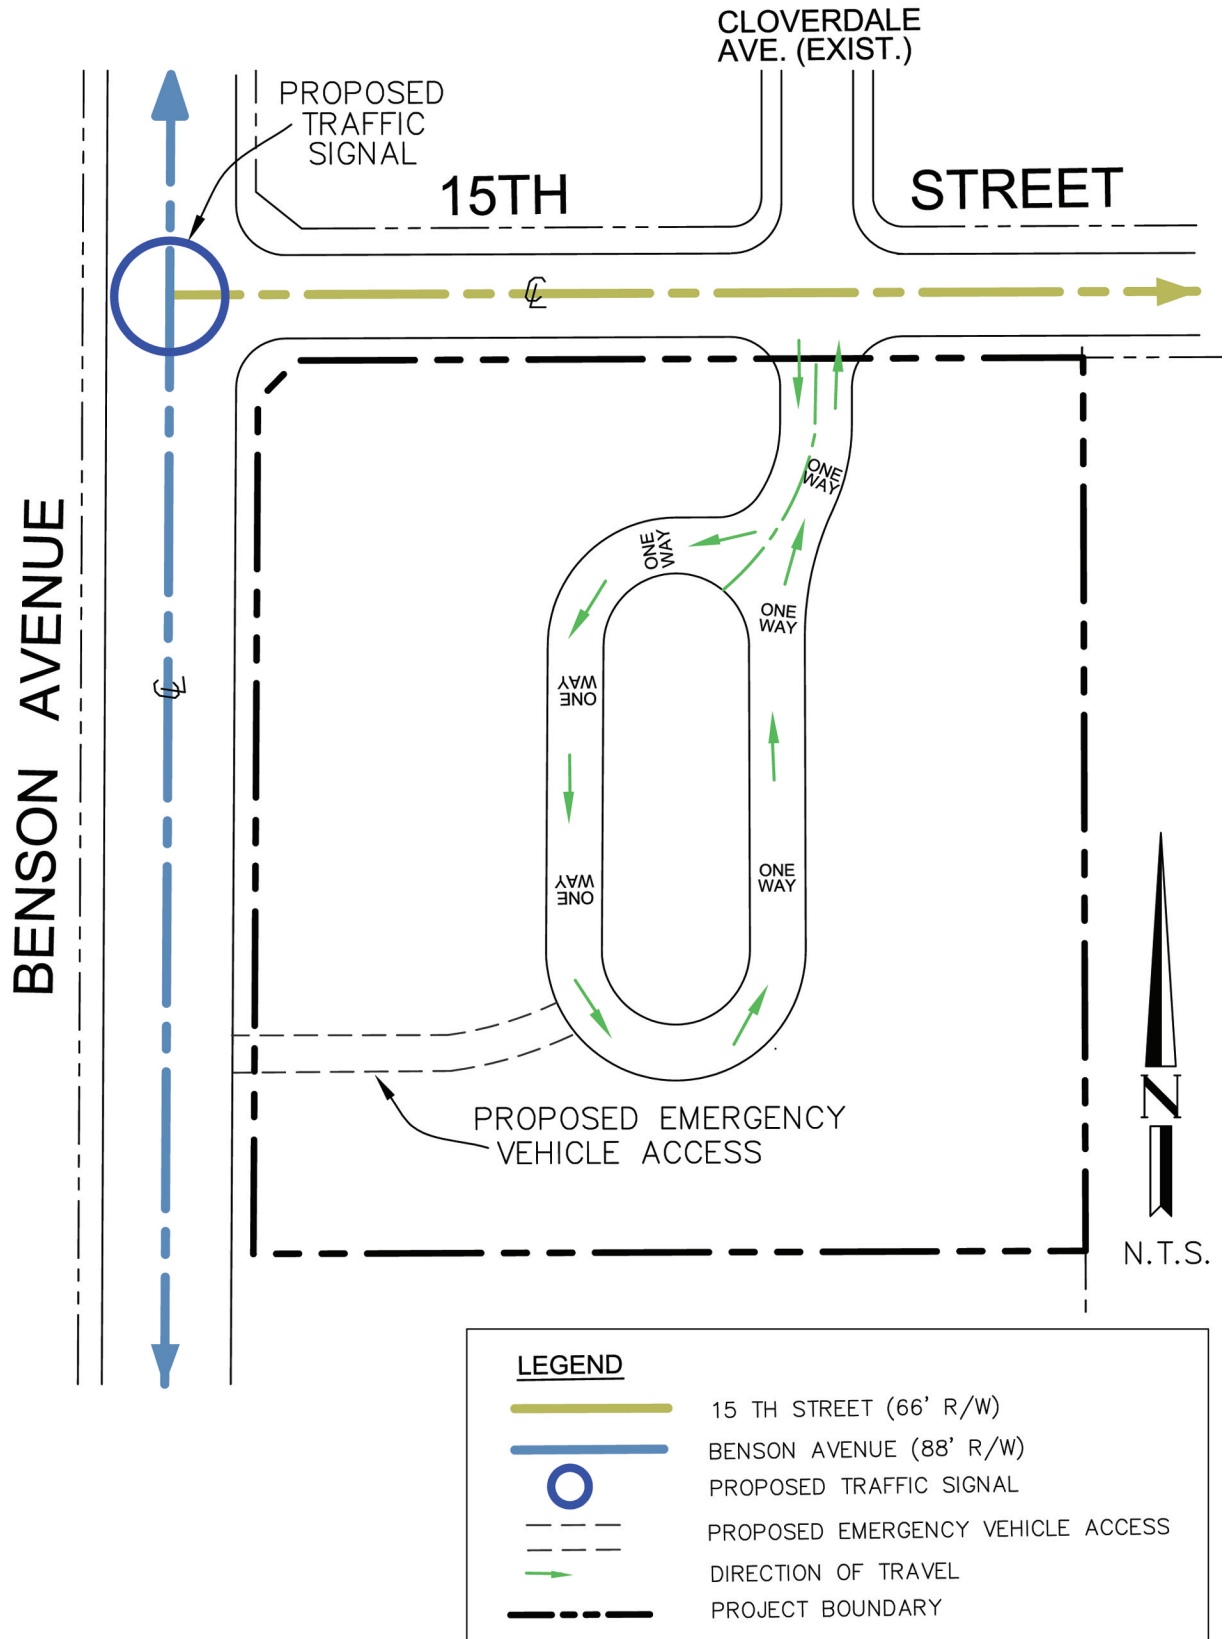 CLOVERDALE
AVE. (EXIST.)
PROPOSED
TRAFFIC
SIGNAL
15TH STREET
CL
BENSON AVENUE
CL
ONE
WAY
ONE
WAY
ONE
WAY
ONE
WAY
ONE
WAY
ONE
WAY
PROPOSED EMERGENCY
VEHICLE ACCESS
N
N.T.S.
LEGEND
15 TH STREET (66' R/W)
BENSON AVENUE (88' R/W)
PROPOSED TRAFFIC SIGNAL
PROPOSED EMERGENCY VEHICLE ACCESS
DIRECTION OF TRAVEL
PROJECT BOUNDARY